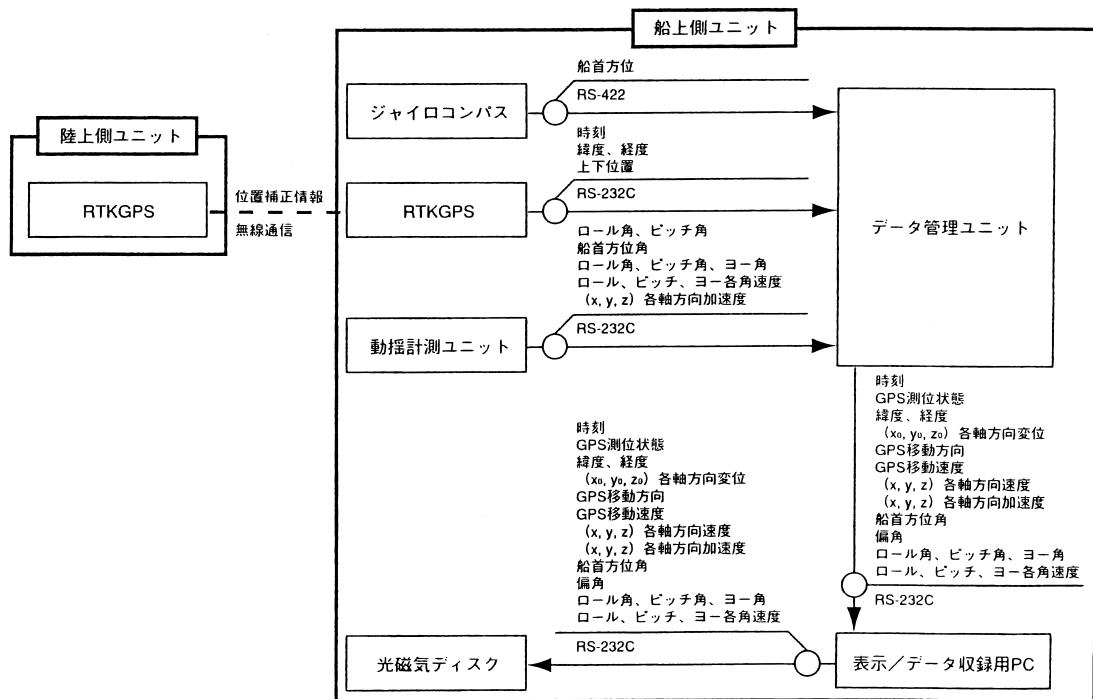 船上側ユニット
船首方位
RS-422
ジャイロコンパス
陸上側ユニット
RTKGPS
位置補正情報
無線通信
時刻
緯度、経度
上下位置
RS-232C
RTKGPS
データ管理ユニット
ロール角、ピッチ角
船首方位角
ロール角、ピッチ角、ヨー角
ロール、ピッチ、ヨー各角速度
(x, y, z) 各軸方向加速度
RS-232C
動揺計測ユニット
時刻
GPS測位状態
緯度、経度
(x₀, y₀, z₀) 各軸方向変位
GPS移動方向
GPS移動速度
(x, y, z) 各軸方向速度
(x, y, z) 各軸方向加速度
船首方位角
偏角
ロール角、ピッチ角、ヨー角
ロール、ピッチ、ヨー各角速度
RS-232C
時刻
GPS測位状態
緯度、経度
(x₀, y₀, z₀) 各軸方向変位
GPS移動方向
GPS移動速度
(x, y, z) 各軸方向速度
(x, y, z) 各軸方向加速度
船首方位角
偏角
ロール角、ピッチ角、ヨー角
ロール、ピッチ、ヨー各角速度
RS-232C
光磁気ディスク
表示／データ収録用PC